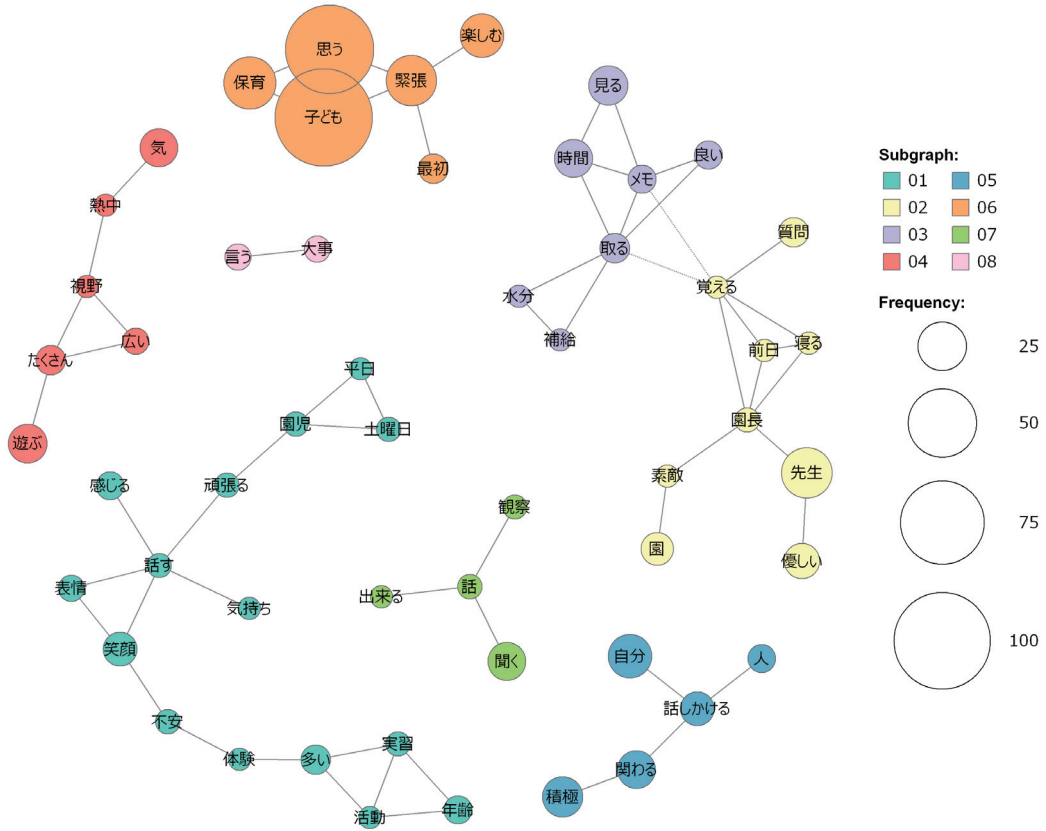 思う
楽しむ
保育
緊張
子ども
最初
見る
時間
メモ
良い
取る
水分
補給
気
熱中
視野
広い
たくさん
遊ぶ
言う
大事
質問
覚える
前日
寝る
園長
素敵
先生
園
優しい
平日
園児
土曜日
感じる
頑張る
話す
表情
気持ち
笑顔
不安
体験
多い
実習
活動
年齢
観察
出来る
話
聞く
自分
人
話しかける
関わる
積極
Subgraph:
01 05
02 06
03 07
04 08
Frequency:
25
50
75
100